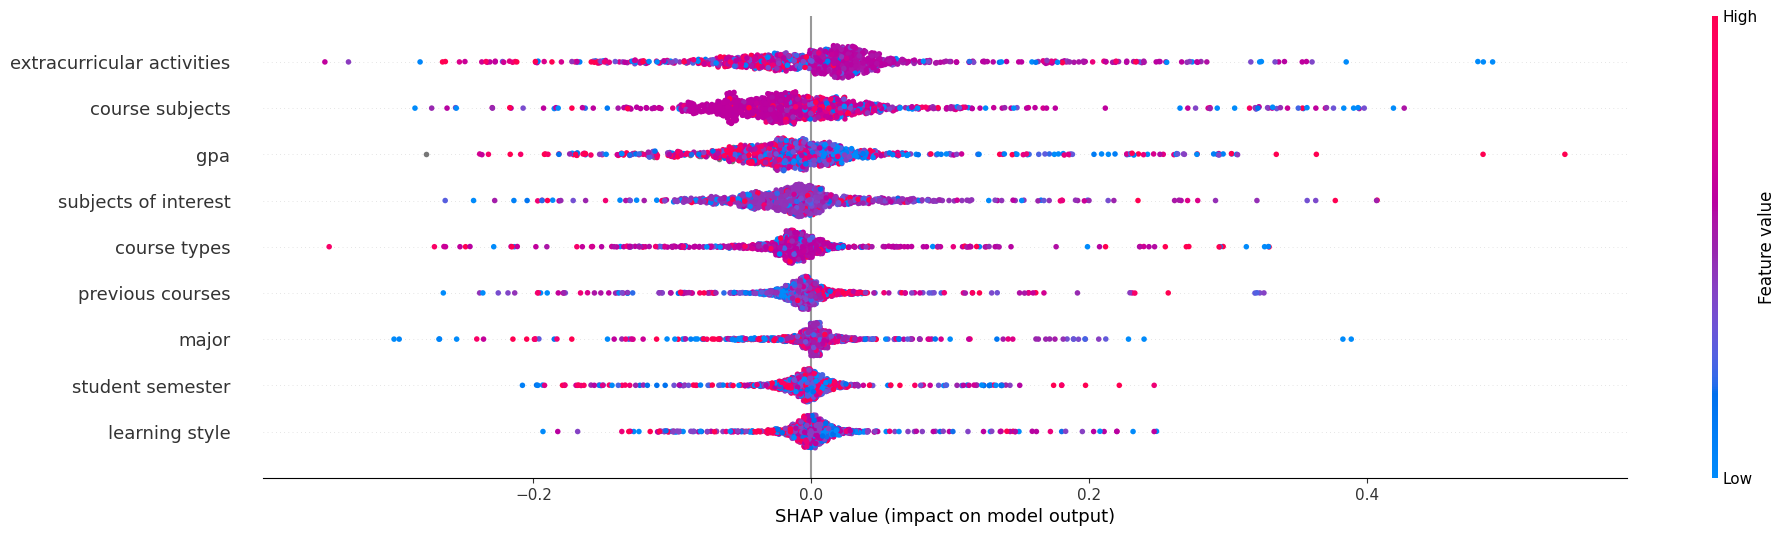 extracurricular activities
course subjects
gpa
subjects of interest
course types
previous courses
major
student semester
learning style
−0.2
0.0
0.2
0.4
SHAP value (impact on model output)
High
Feature value
Low